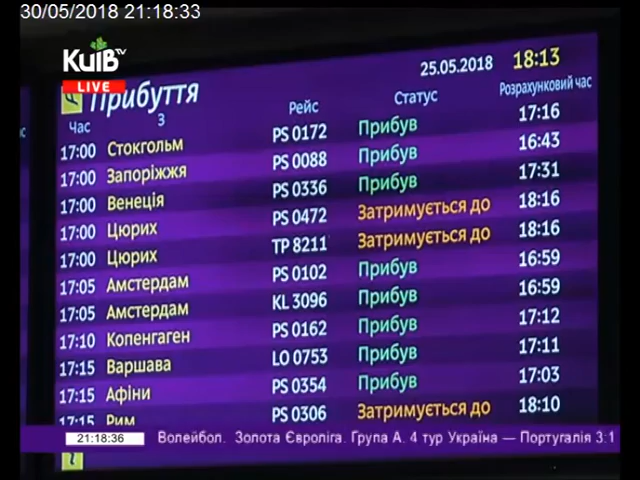 30/05/2018 21:18:33
КиїВ TV
LIVE
25.05.2018 18:13
Прибуття
Час З Рейс Статус Розрахунковий час
17:00 Стокгольм PS 0172 Прибув 17:16
17:00 Запоріжжя PS 0088 Прибув 16:43
17:00 Венеція PS 0336 Прибув 17:31
17:00 Цюрих PS 0472 Затримується до 18:16
17:00 Цюрих TP 8211 Затримується до 18:16
17:05 Амстердам PS 0102 Прибув 16:59
17:05 Амстердам KL 3096 Прибув 16:59
17:10 Копенгаген PS 0162 Прибув 17:12
17:15 Варшава LO 0753 Прибув 17:11
17:15 Афіни PS 0354 Прибув 17:03
17:15 Рим PS 0306 Затримується до 18:10
21:18:36 Волейбол. Золота Євроліга. Група А. 4 тур Україна — Португалія 3:1